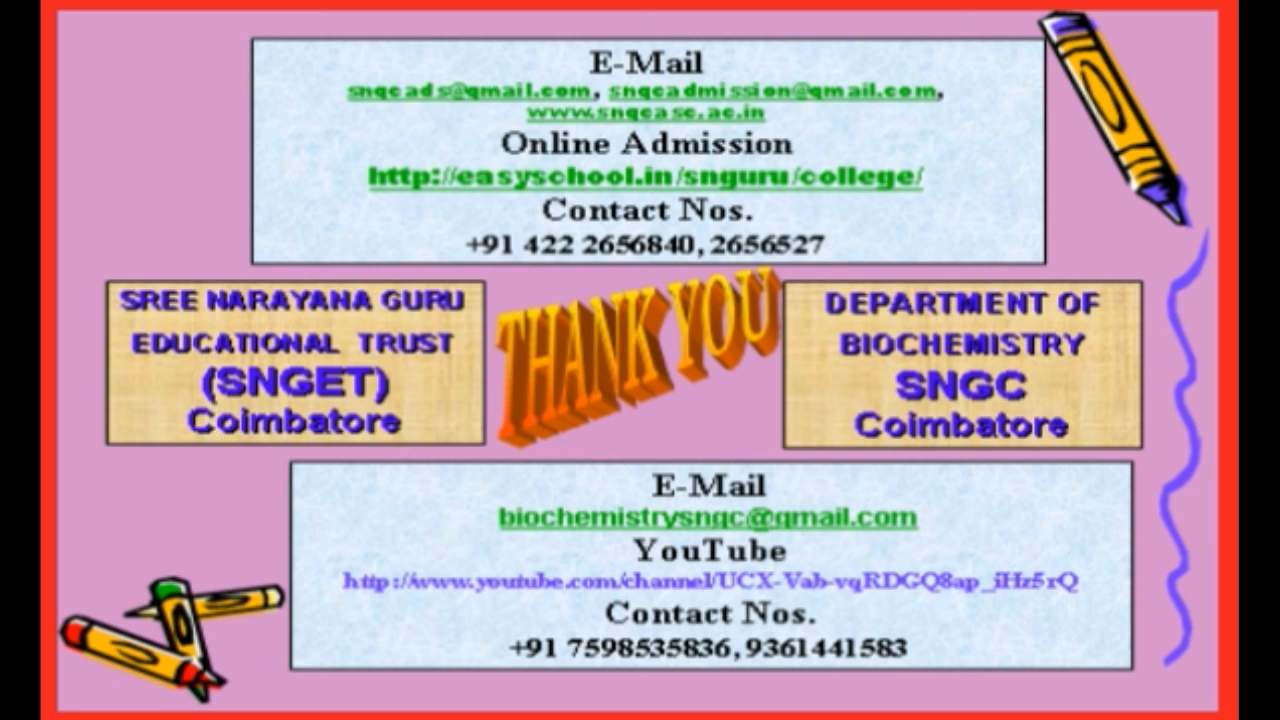 E-Mail
sngcads@gmail.com, sngcadmission@gmail.com,
www.sngcasc.ac.in
Online Admission
http://easyschool.in/snguru/college/
Contact Nos.
+91 422 2656840, 2656527
SREE NARAYANA GURU
EDUCATIONAL TRUST
(SNGET)
Coimbatore
THANK YOU
DEPARTMENT OF
BIOCHEMISTRY
SNGC
Coimbatore
E-Mail
biochemistrysngc@gmail.com
YouTube
http://www.youtube.com/channel/UCX-Vab-vqRDGQ8ap_iHz5rQ
Contact Nos.
+91 7598535836, 9361441583